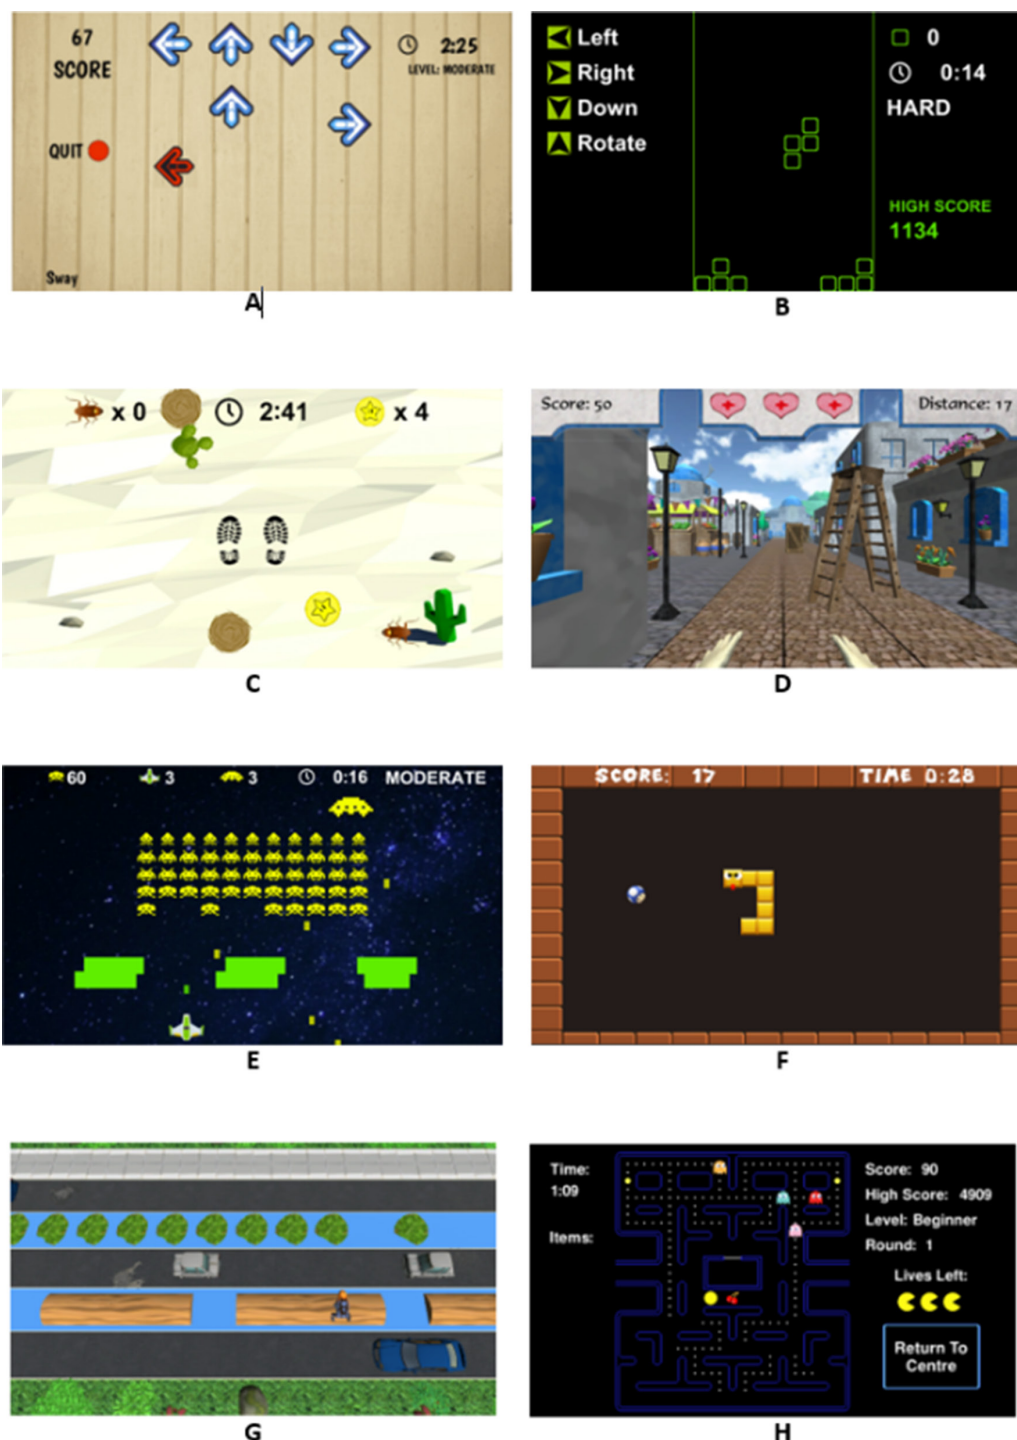 67
SCORE
2:25
LEVEL: MODERATE
QUIT
Sway
A
Left
Right
Down
Rotate
0
0:14
HARD
HIGH SCORE
1134
B
x 0
2:41
x 4
C
Score: 50
Distance: 17
D
60
3
3
0:16
MODERATE
E
SCORE: 17
TIME 0:28
F
G
Time:
1:09
Items:
Score: 90
High Score: 4909
Level: Beginner
Round: 1
Lives Left:
Return To
Centre
H